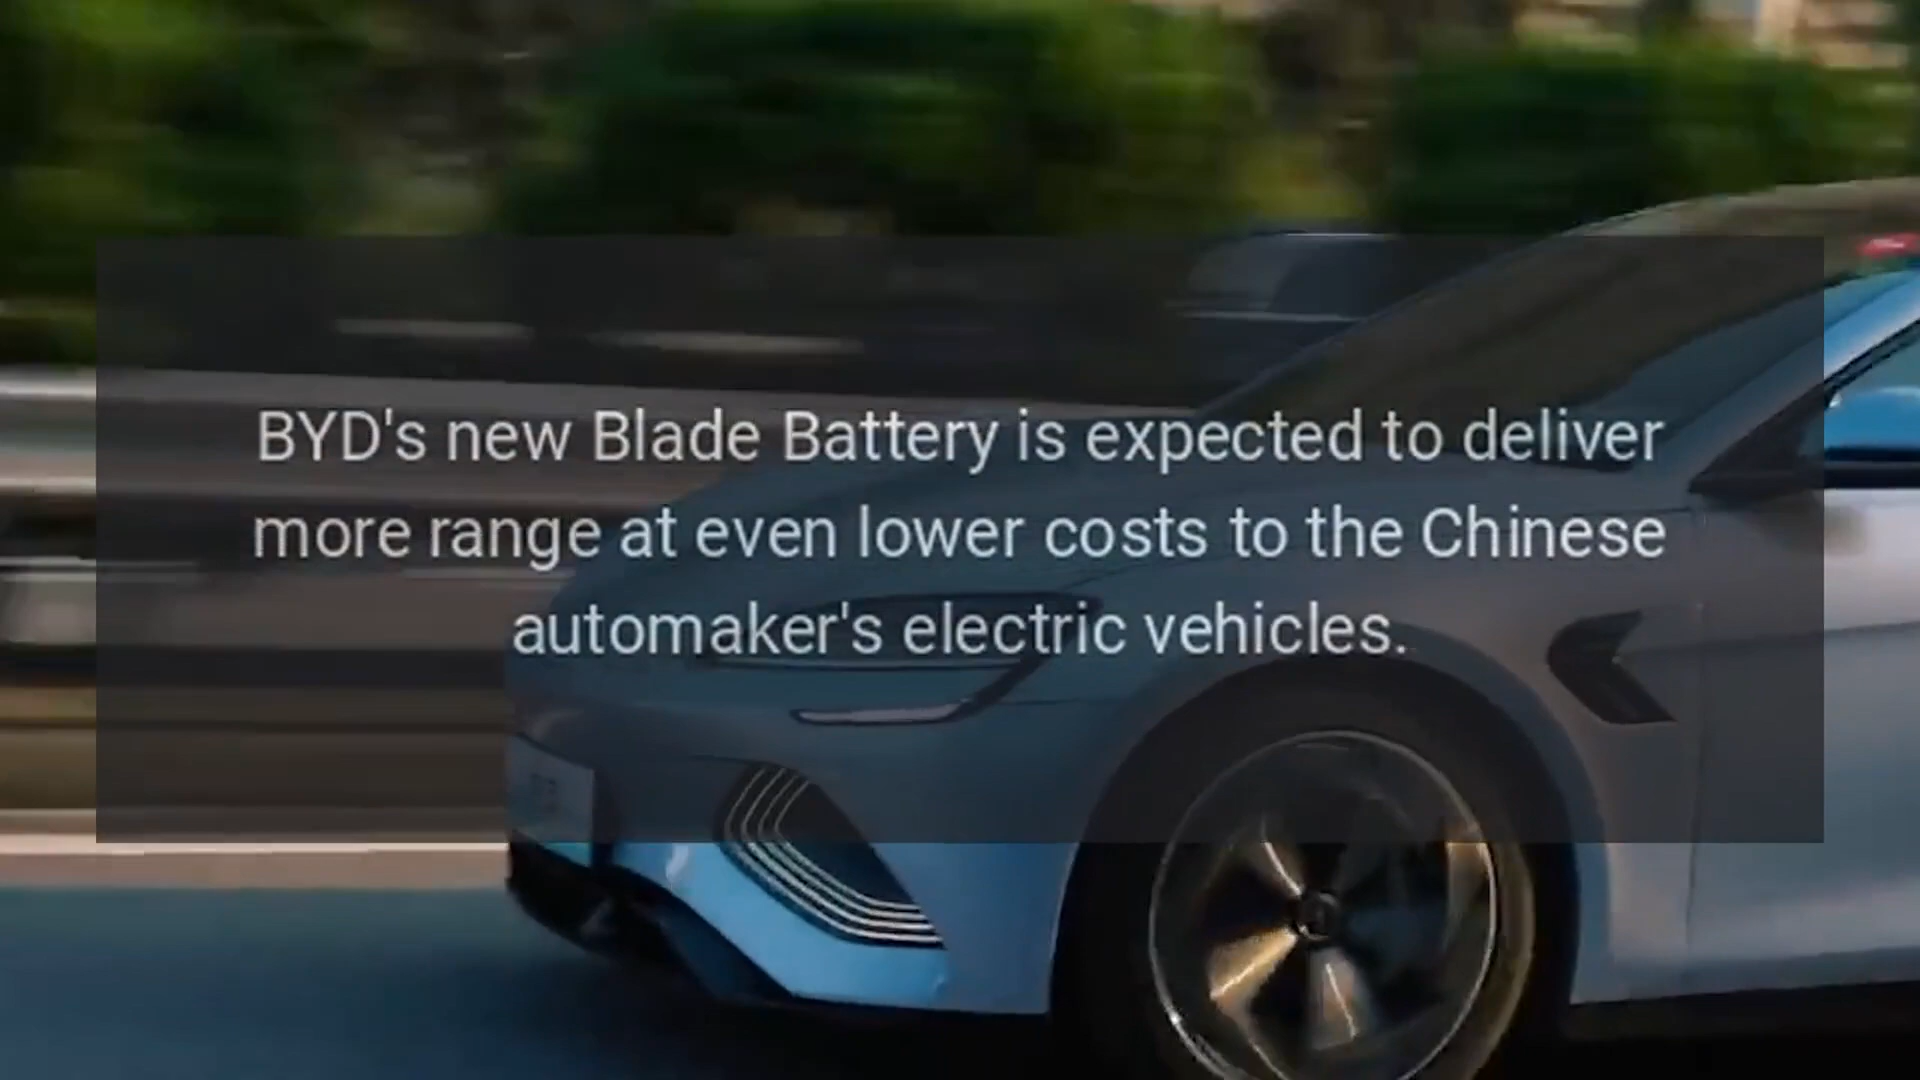 BYD's new Blade Battery is expected to deliver
more range at even lower costs to the Chinese
automaker's electric vehicles.